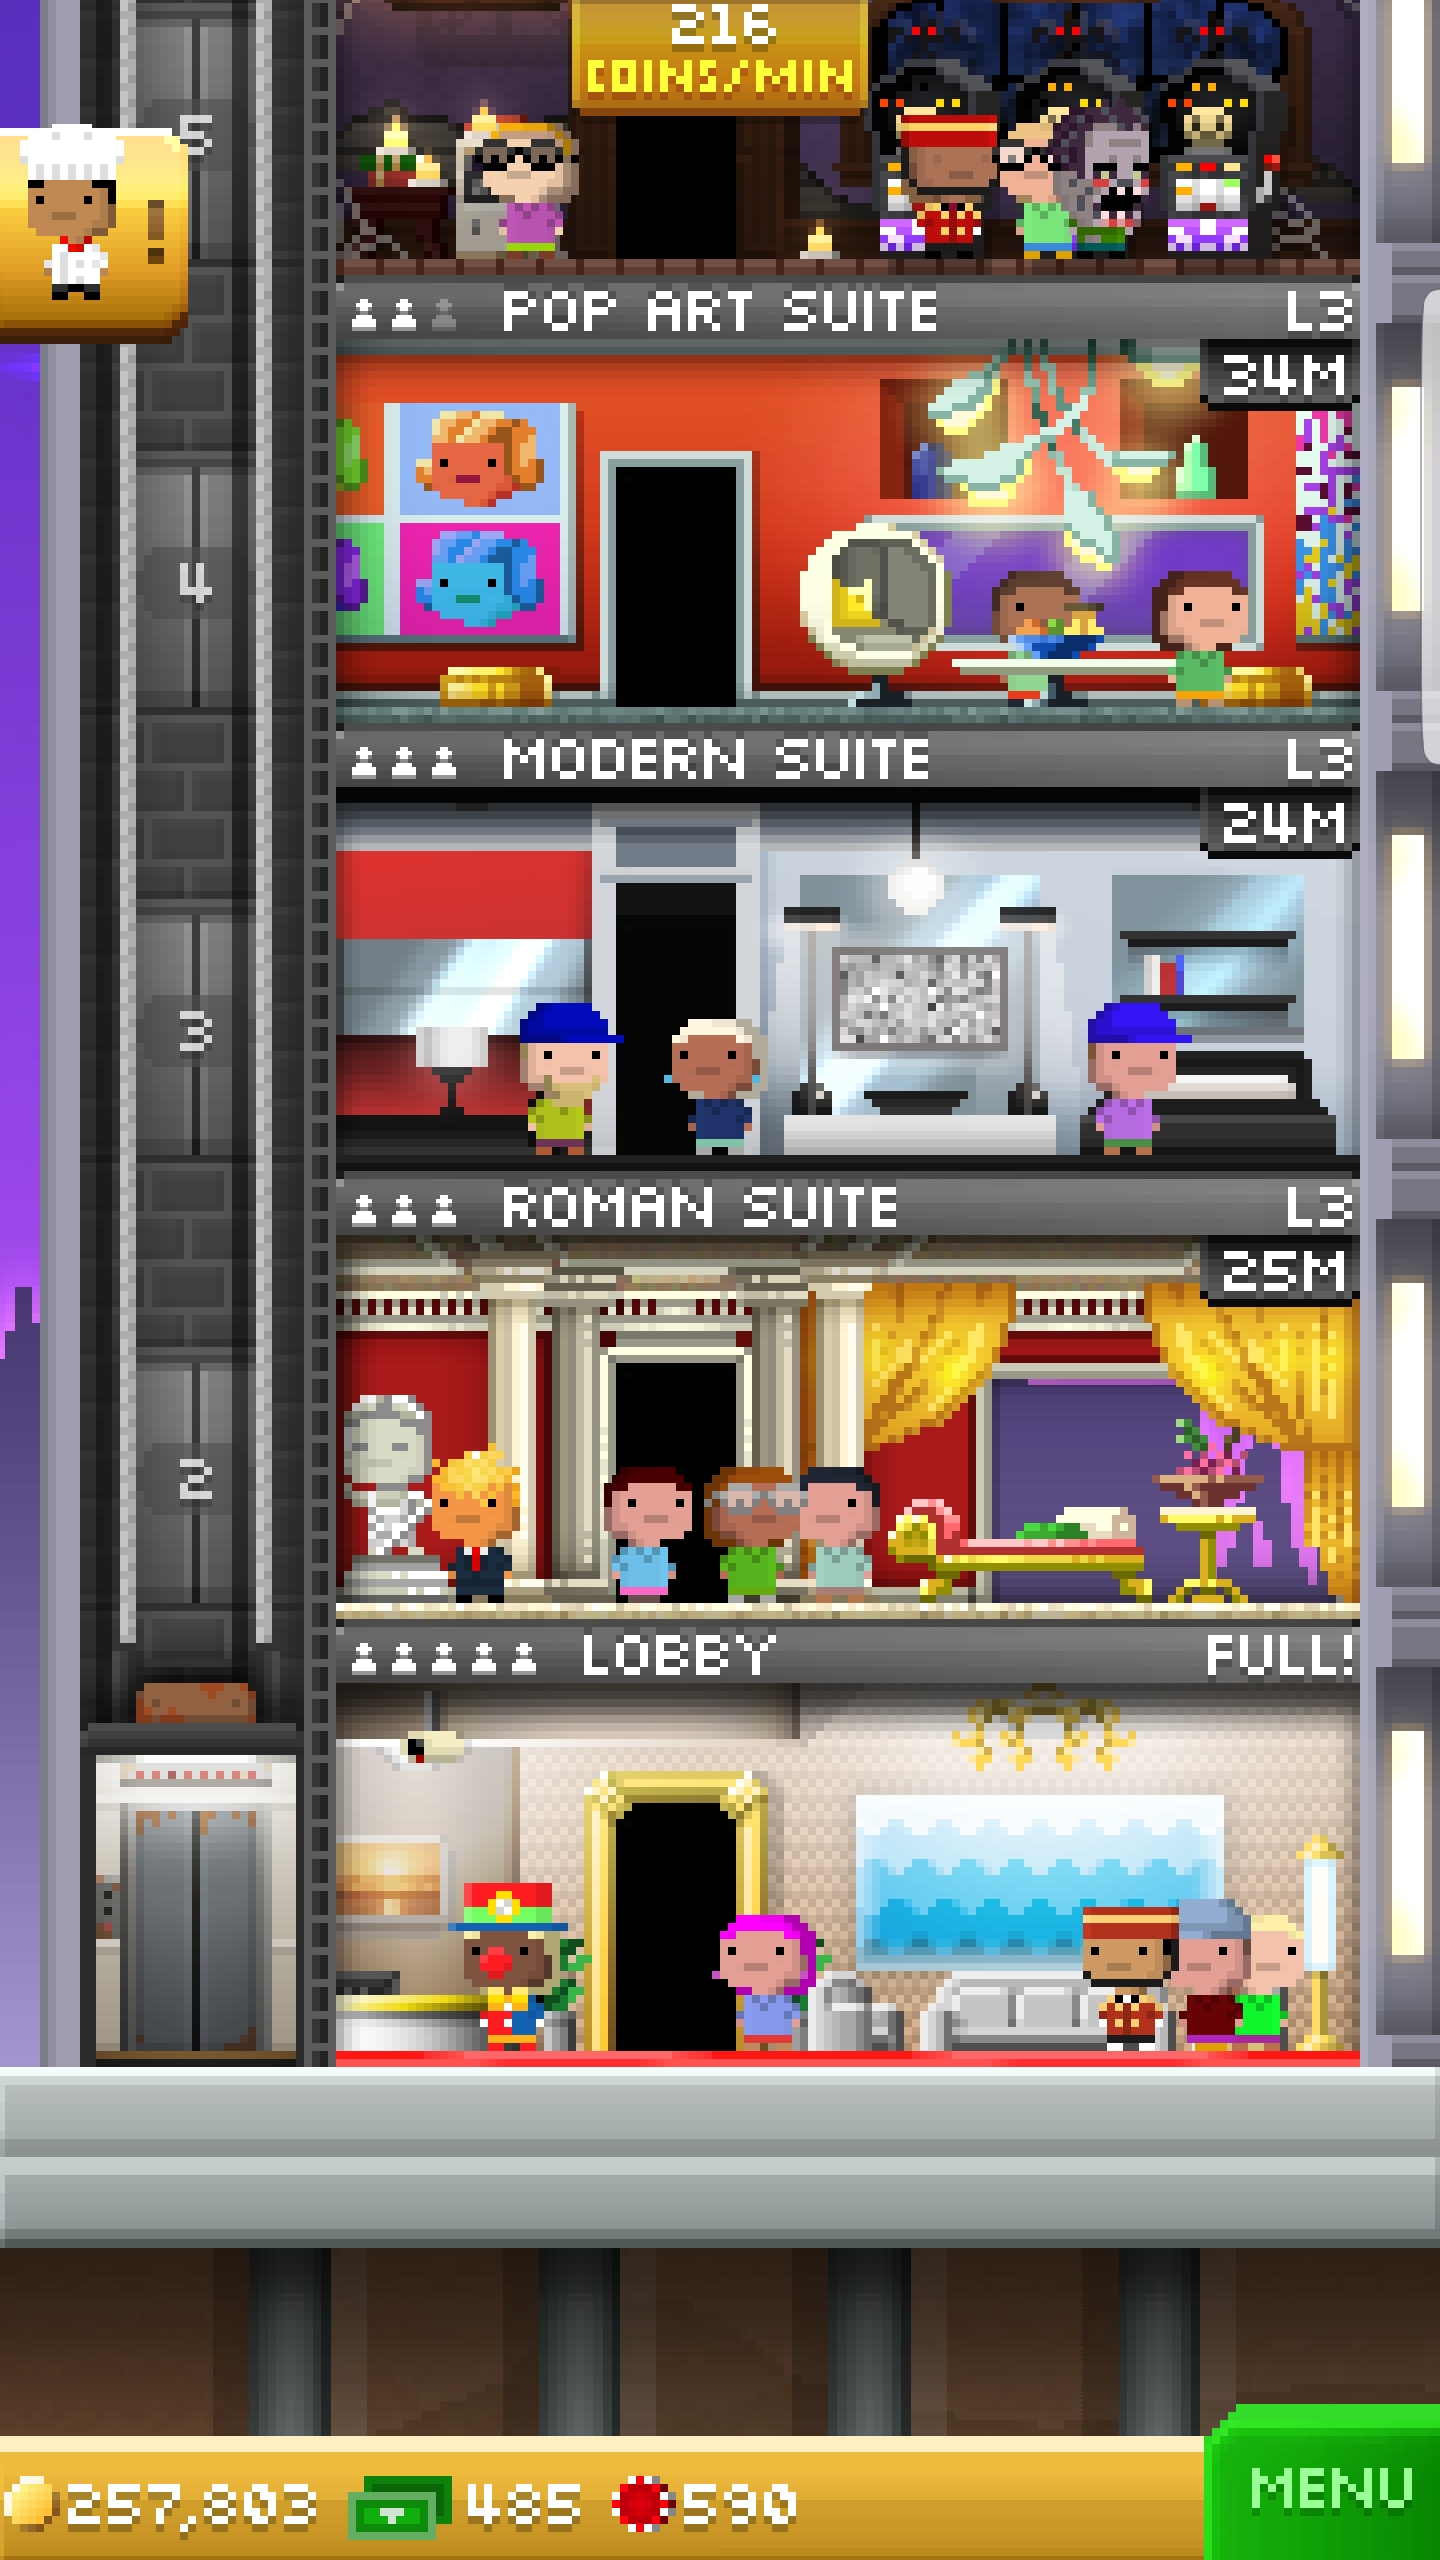 216
COINS/MIN
5
!
POP ART SUITE L3
34M
4
MODERN SUITE L3
24M
3
ROMAN SUITE L3
25M
2
LOBBY FULL!
MENU
257,803 485 590